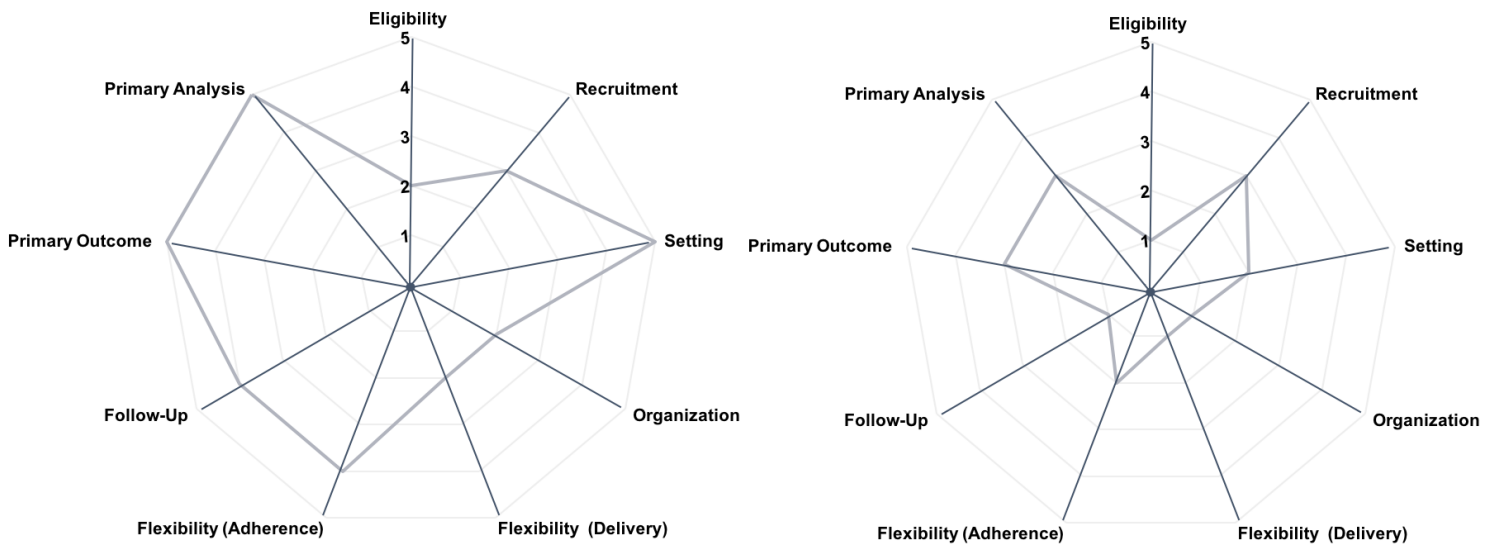 Eligibility
5
Primary Analysis
Recruitment
4
3
2
1
Primary Outcome
Setting
Follow-Up
Organization
Flexibility (Adherence)
Flexibility (Delivery)
Eligibility
5
Primary Analysis
Recruitment
4
3
2
1
Primary Outcome
Setting
Follow-Up
Organization
Flexibility (Adherence)
Flexibility (Delivery)